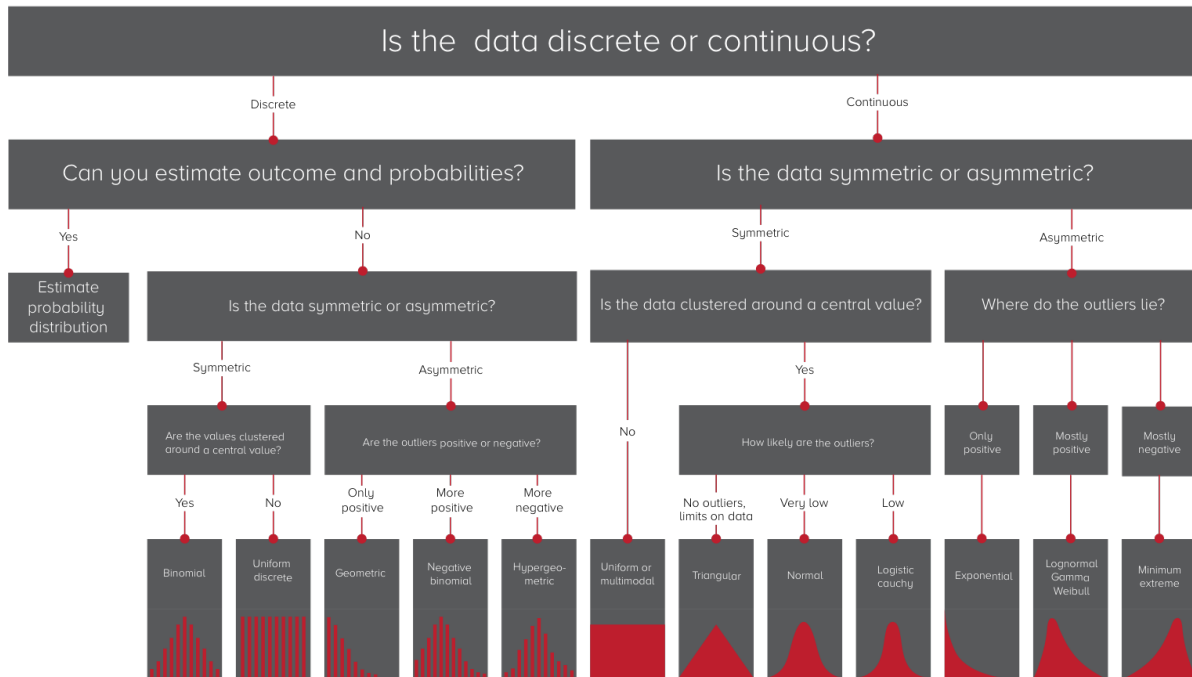 Is the data discrete or continuous?
Discrete
Continuous
Can you estimate outcome and probabilities?
Is the data symmetric or asymmetric?
Yes
No
Symmetric
Asymmetric
Estimate
probability
distribution
Is the data symmetric or asymmetric?
Is the data clustered around a central value?
Where do the outliers lie?
Symmetric
Asymmetric
No
Yes
Are the values clustered
around a central value?
Are the outliers positive or negative?
How likely are the outliers?
Only
positive
Mostly
positive
Mostly
negative
Yes
No
Only
positive
More
positive
More
negative
No outliers,
limits on data
Very low
Low
Binomial
Uniform
discrete
Geometric
Negative
binomial
Hypergeo-
metric
Uniform or
multimodal
Triangular
Normal
Logistic
cauchy
Exponential
Lognormal
Gamma
Weibull
Minimum
extreme